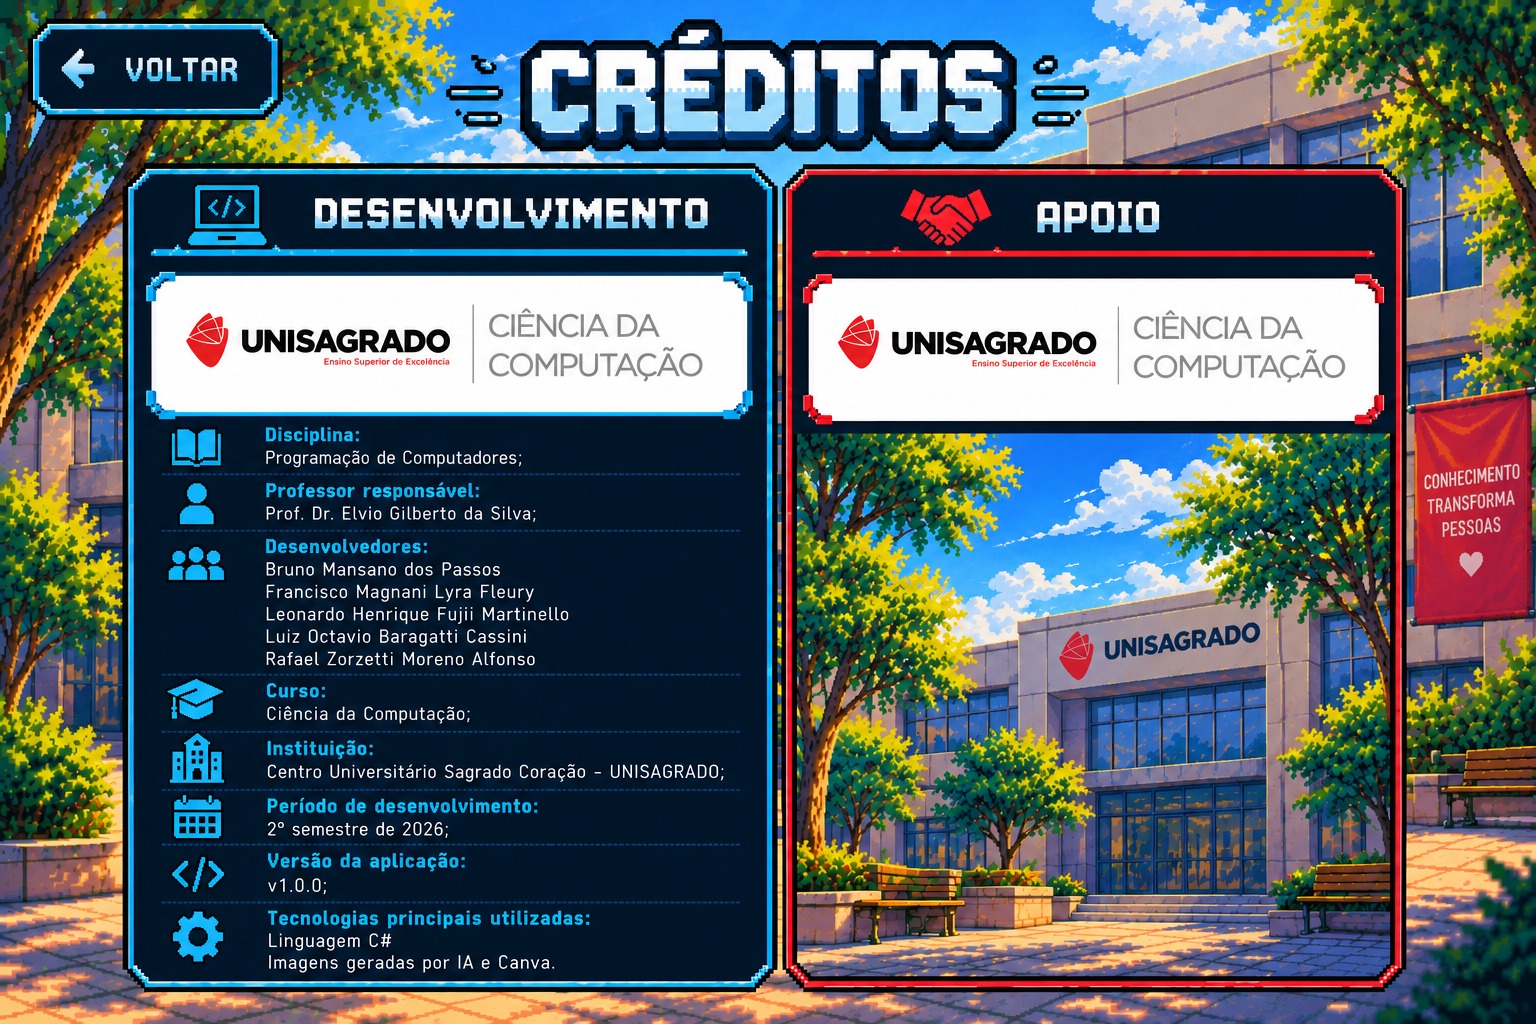 VOLTAR
CRÉDITOS
</>
DESENVOLVIMENTO
UNISAGRADO
Ensino Superior de Excelência
CIÊNCIA DA
COMPUTAÇÃO
Disciplina:
Programação de Computadores;
Professor responsável:
Prof. Dr. Elvio Gilberto da Silva;
Desenvolvedores:
Bruno Mansano dos Passos
Francisco Magnani Lyra Fleury
Leonardo Henrique Fujii Martinello
Luiz Octavio Baragatti Cassini
Rafael Zorzetti Moreno Alfonso
Curso:
Ciência da Computação;
Instituição:
Centro Universitário Sagrado Coração - UNISAGRADO;
Período de desenvolvimento:
2º semestre de 2026;
</>
Versão da aplicação:
v1.0.0;
Tecnologias principais utilizadas:
Linguagem C#
Imagens geradas por IA e Canva.
APOIO
UNISAGRADO
Ensino Superior de Excelência
CIÊNCIA DA
COMPUTAÇÃO
UNISAGRADO
CONHECIMENTO
TRANSFORMA
PESSOAS